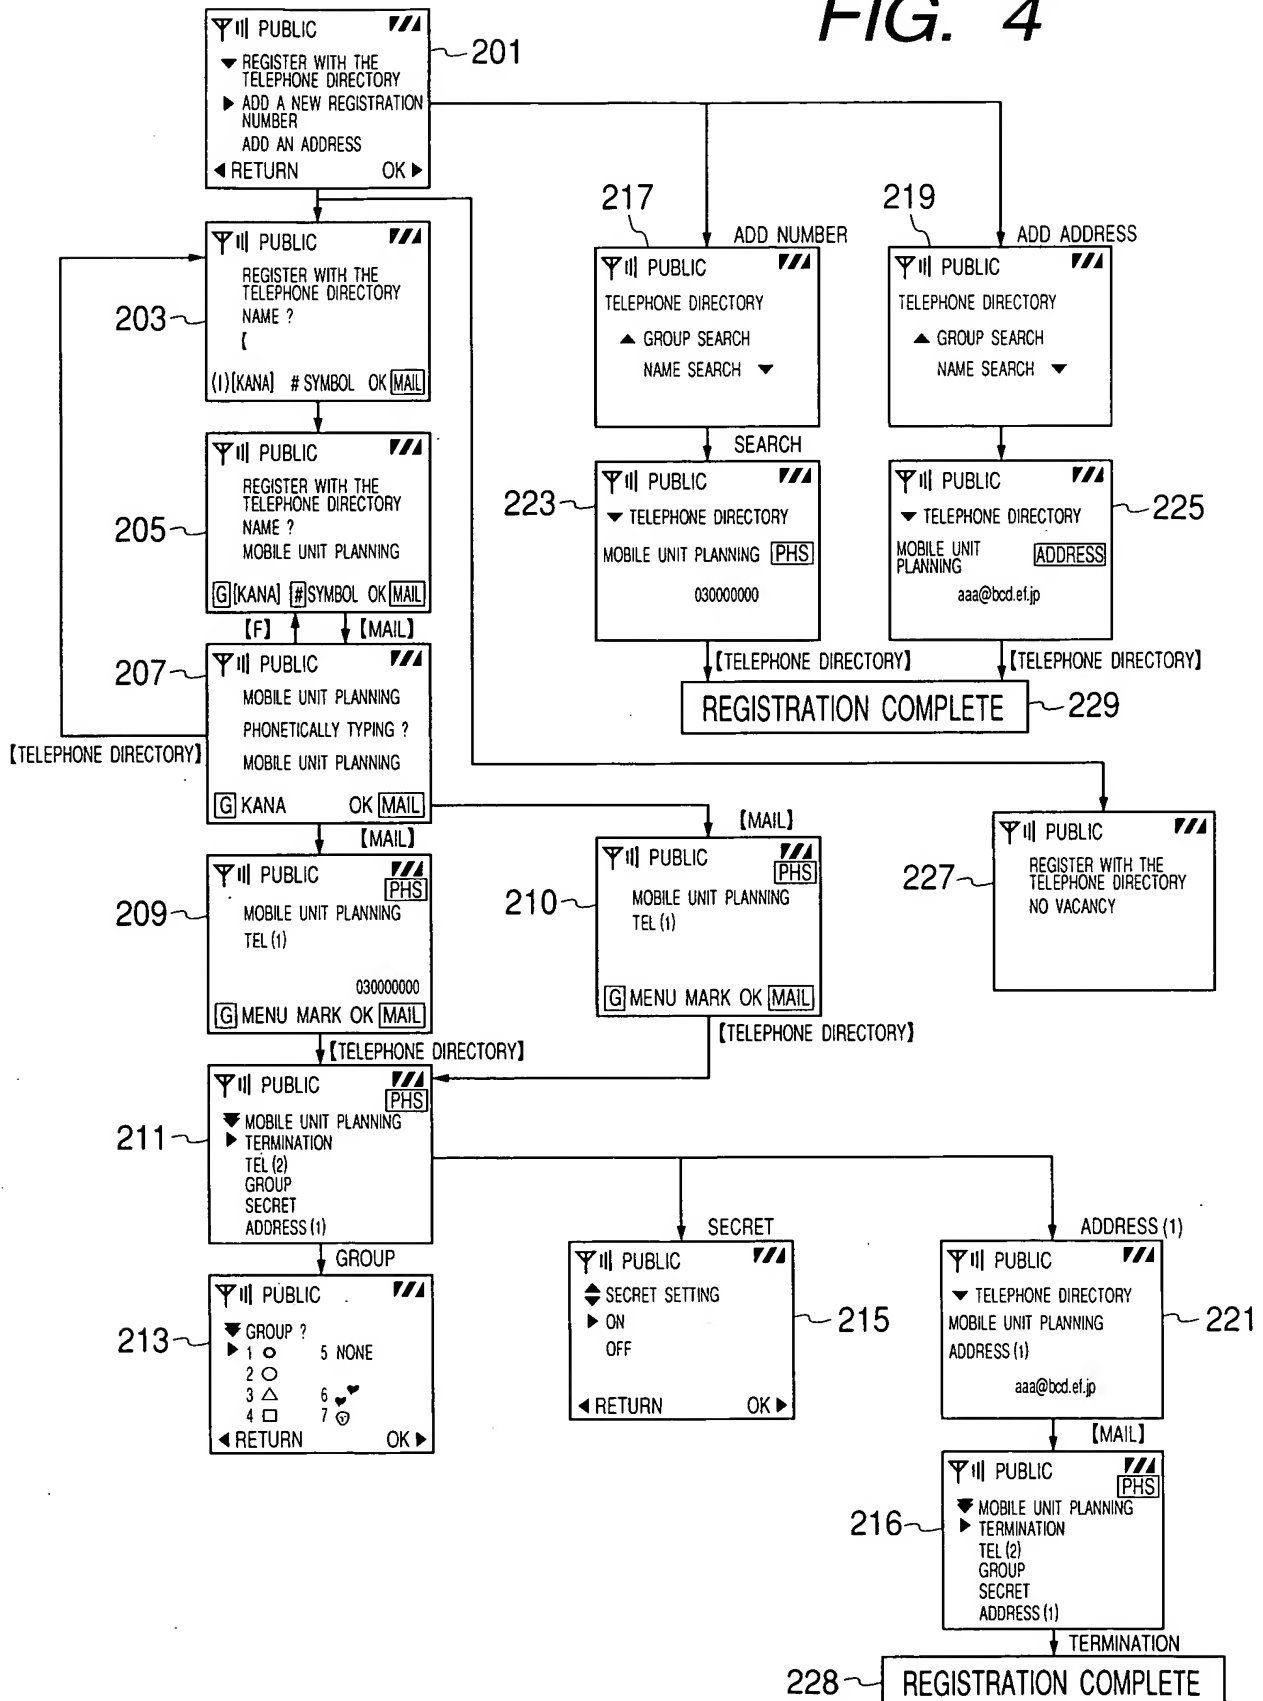 FIG. 4
PUBLIC
REGISTER WITH THE
TELEPHONE DIRECTORY
ADD A NEW REGISTRATION
NUMBER
ADD AN ADDRESS
RETURN OK
201
PUBLIC
REGISTER WITH THE
TELEPHONE DIRECTORY
NAME ?
[
(I)[KANA] # SYMBOL OK MAIL
203
PUBLIC
REGISTER WITH THE
TELEPHONE DIRECTORY
NAME ?
MOBILE UNIT PLANNING
G [KANA] # SYMBOL OK MAIL
205
【F】 【MAIL】
207
PUBLIC
MOBILE UNIT PLANNING
PHONETICALLY TYPING ?
MOBILE UNIT PLANNING
G KANA OK MAIL
【TELEPHONE DIRECTORY】
【MAIL】
PUBLIC
PHS
MOBILE UNIT PLANNING
TEL (1)
030000000
G MENU MARK OK MAIL
209
【TELEPHONE DIRECTORY】
【MAIL】
PUBLIC
PHS
MOBILE UNIT PLANNING
TEL (1)
G MENU MARK OK MAIL
210
【TELEPHONE DIRECTORY】
PUBLIC
PHS
MOBILE UNIT PLANNING
TERMINATION
TEL (2)
GROUP
SECRET
ADDRESS (1)
211
GROUP
PUBLIC
GROUP ?
1 5 NONE
2
3 6
4 7
RETURN OK
213
SECRET
PUBLIC
SECRET SETTING
ON
OFF
RETURN OK
215
ADDRESS (1)
PUBLIC
TELEPHONE DIRECTORY
MOBILE UNIT PLANNING
ADDRESS (1)
aaa@bcd.ef.jp
221
【MAIL】
PUBLIC
PHS
MOBILE UNIT PLANNING
TERMINATION
TEL (2)
GROUP
SECRET
ADDRESS (1)
216
TERMINATION
228
REGISTRATION COMPLETE
217
ADD NUMBER
PUBLIC
TELEPHONE DIRECTORY
GROUP SEARCH
NAME SEARCH
SEARCH
PUBLIC
TELEPHONE DIRECTORY
MOBILE UNIT PLANNING PHS
030000000
223
【TELEPHONE DIRECTORY】
219
ADD ADDRESS
PUBLIC
TELEPHONE DIRECTORY
GROUP SEARCH
NAME SEARCH
PUBLIC
TELEPHONE DIRECTORY
MOBILE UNIT
PLANNING
ADDRESS
aaa@bcd.ef.jp
225
【TELEPHONE DIRECTORY】
REGISTRATION COMPLETE
229
PUBLIC
REGISTER WITH THE
TELEPHONE DIRECTORY
NO VACANCY
227